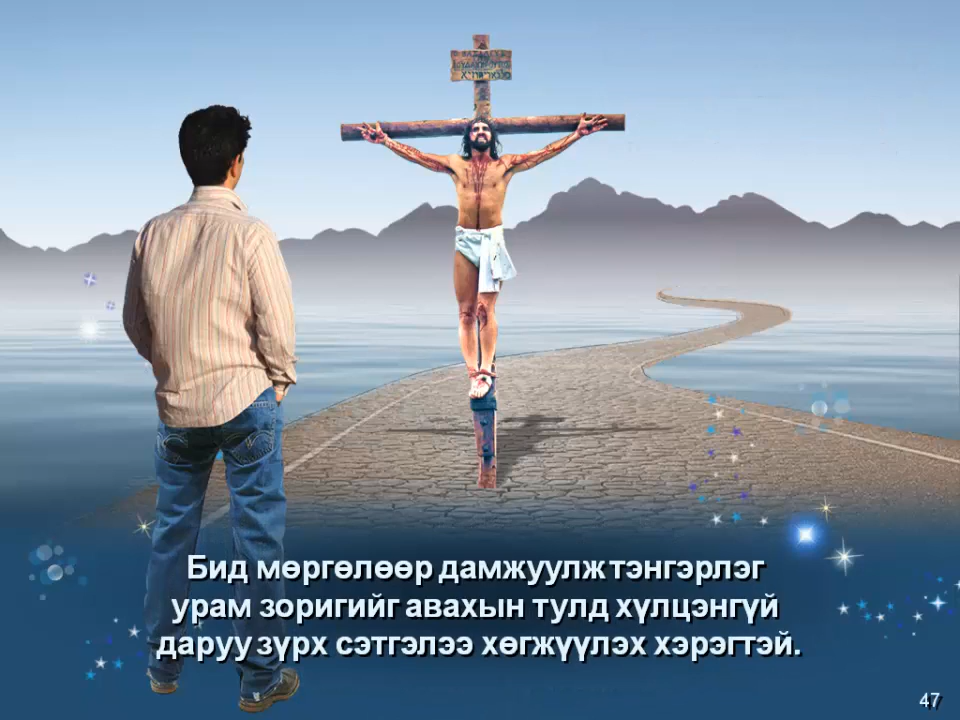 Бид мөргөлөөр дамжуулж тэнгэрлэг
урам зоригийг авахын тулд хүлцэнгүй
даруу зүрх сэтгэлээ хөгжүүлэх хэрэгтэй.
47